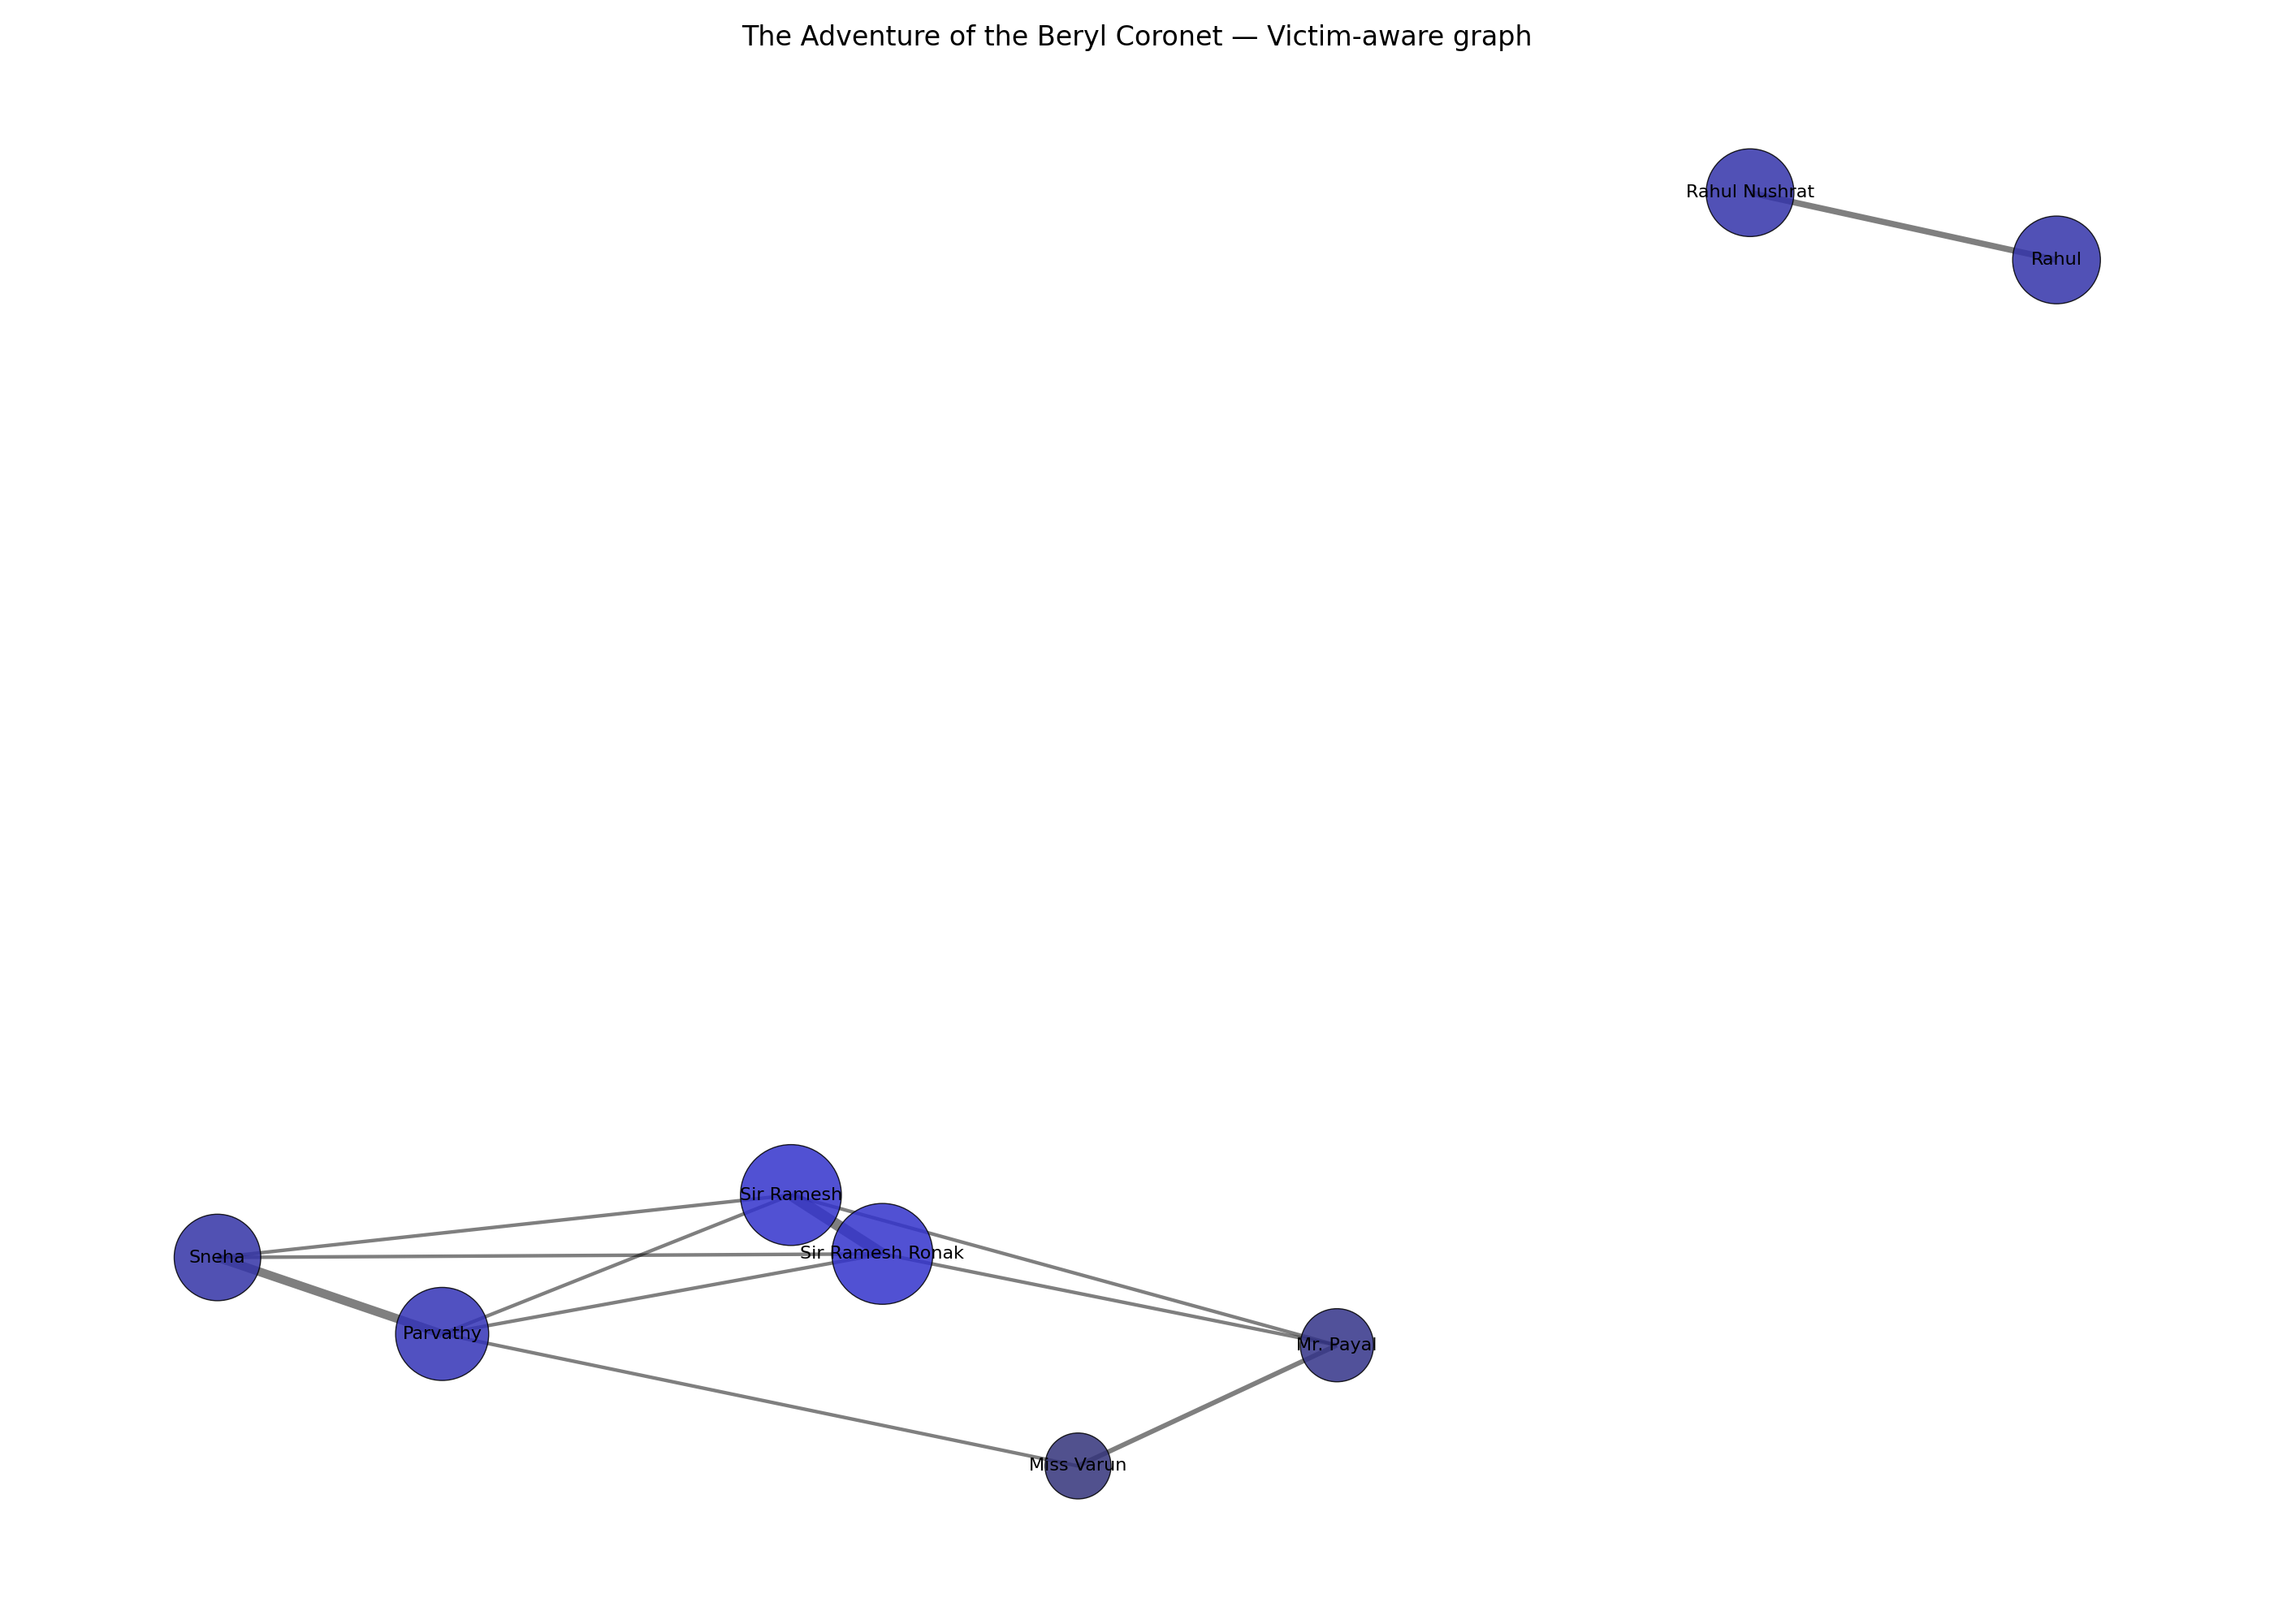 The Adventure of the Beryl Coronet — Victim-aware graph
Rahul Nushrat
Rahul
Sir Ramesh
Sir Ramesh Ronak
Sneha
Parvathy
Mr. Payal
Miss Varun